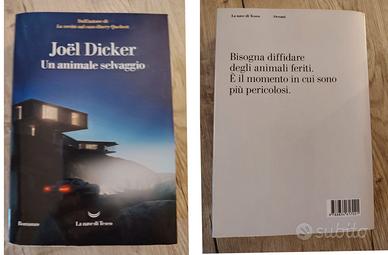 Dall'autore di
La verità sul caso Harry Quebert
Joël Dicker
Un animale selvaggio
Romanzo
La nave di Teseo
La nave di Teseo
Oceani
Bisogna diffidare
degli animali feriti.
È il momento in cui sono
più pericolosi.
subito